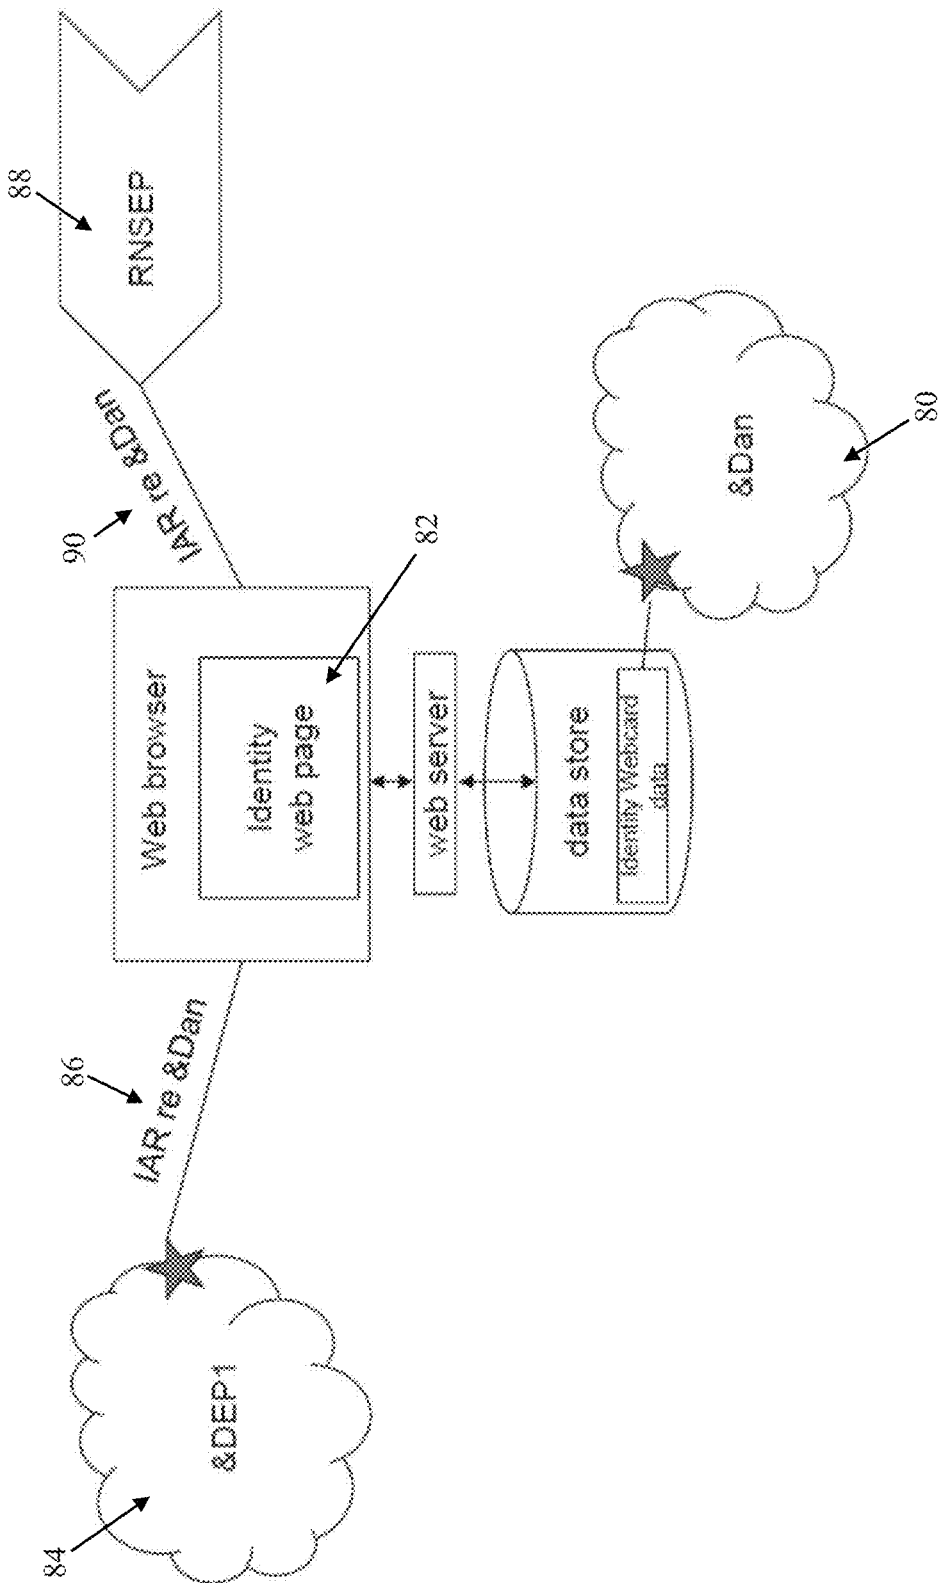 84
&DEP1
86
IAR re &Dan
Web browser
Identity
web page
82
web server
data store
Identity Webscard
data
90
IAR re &Dan
88
RNSEP
&Dan
80